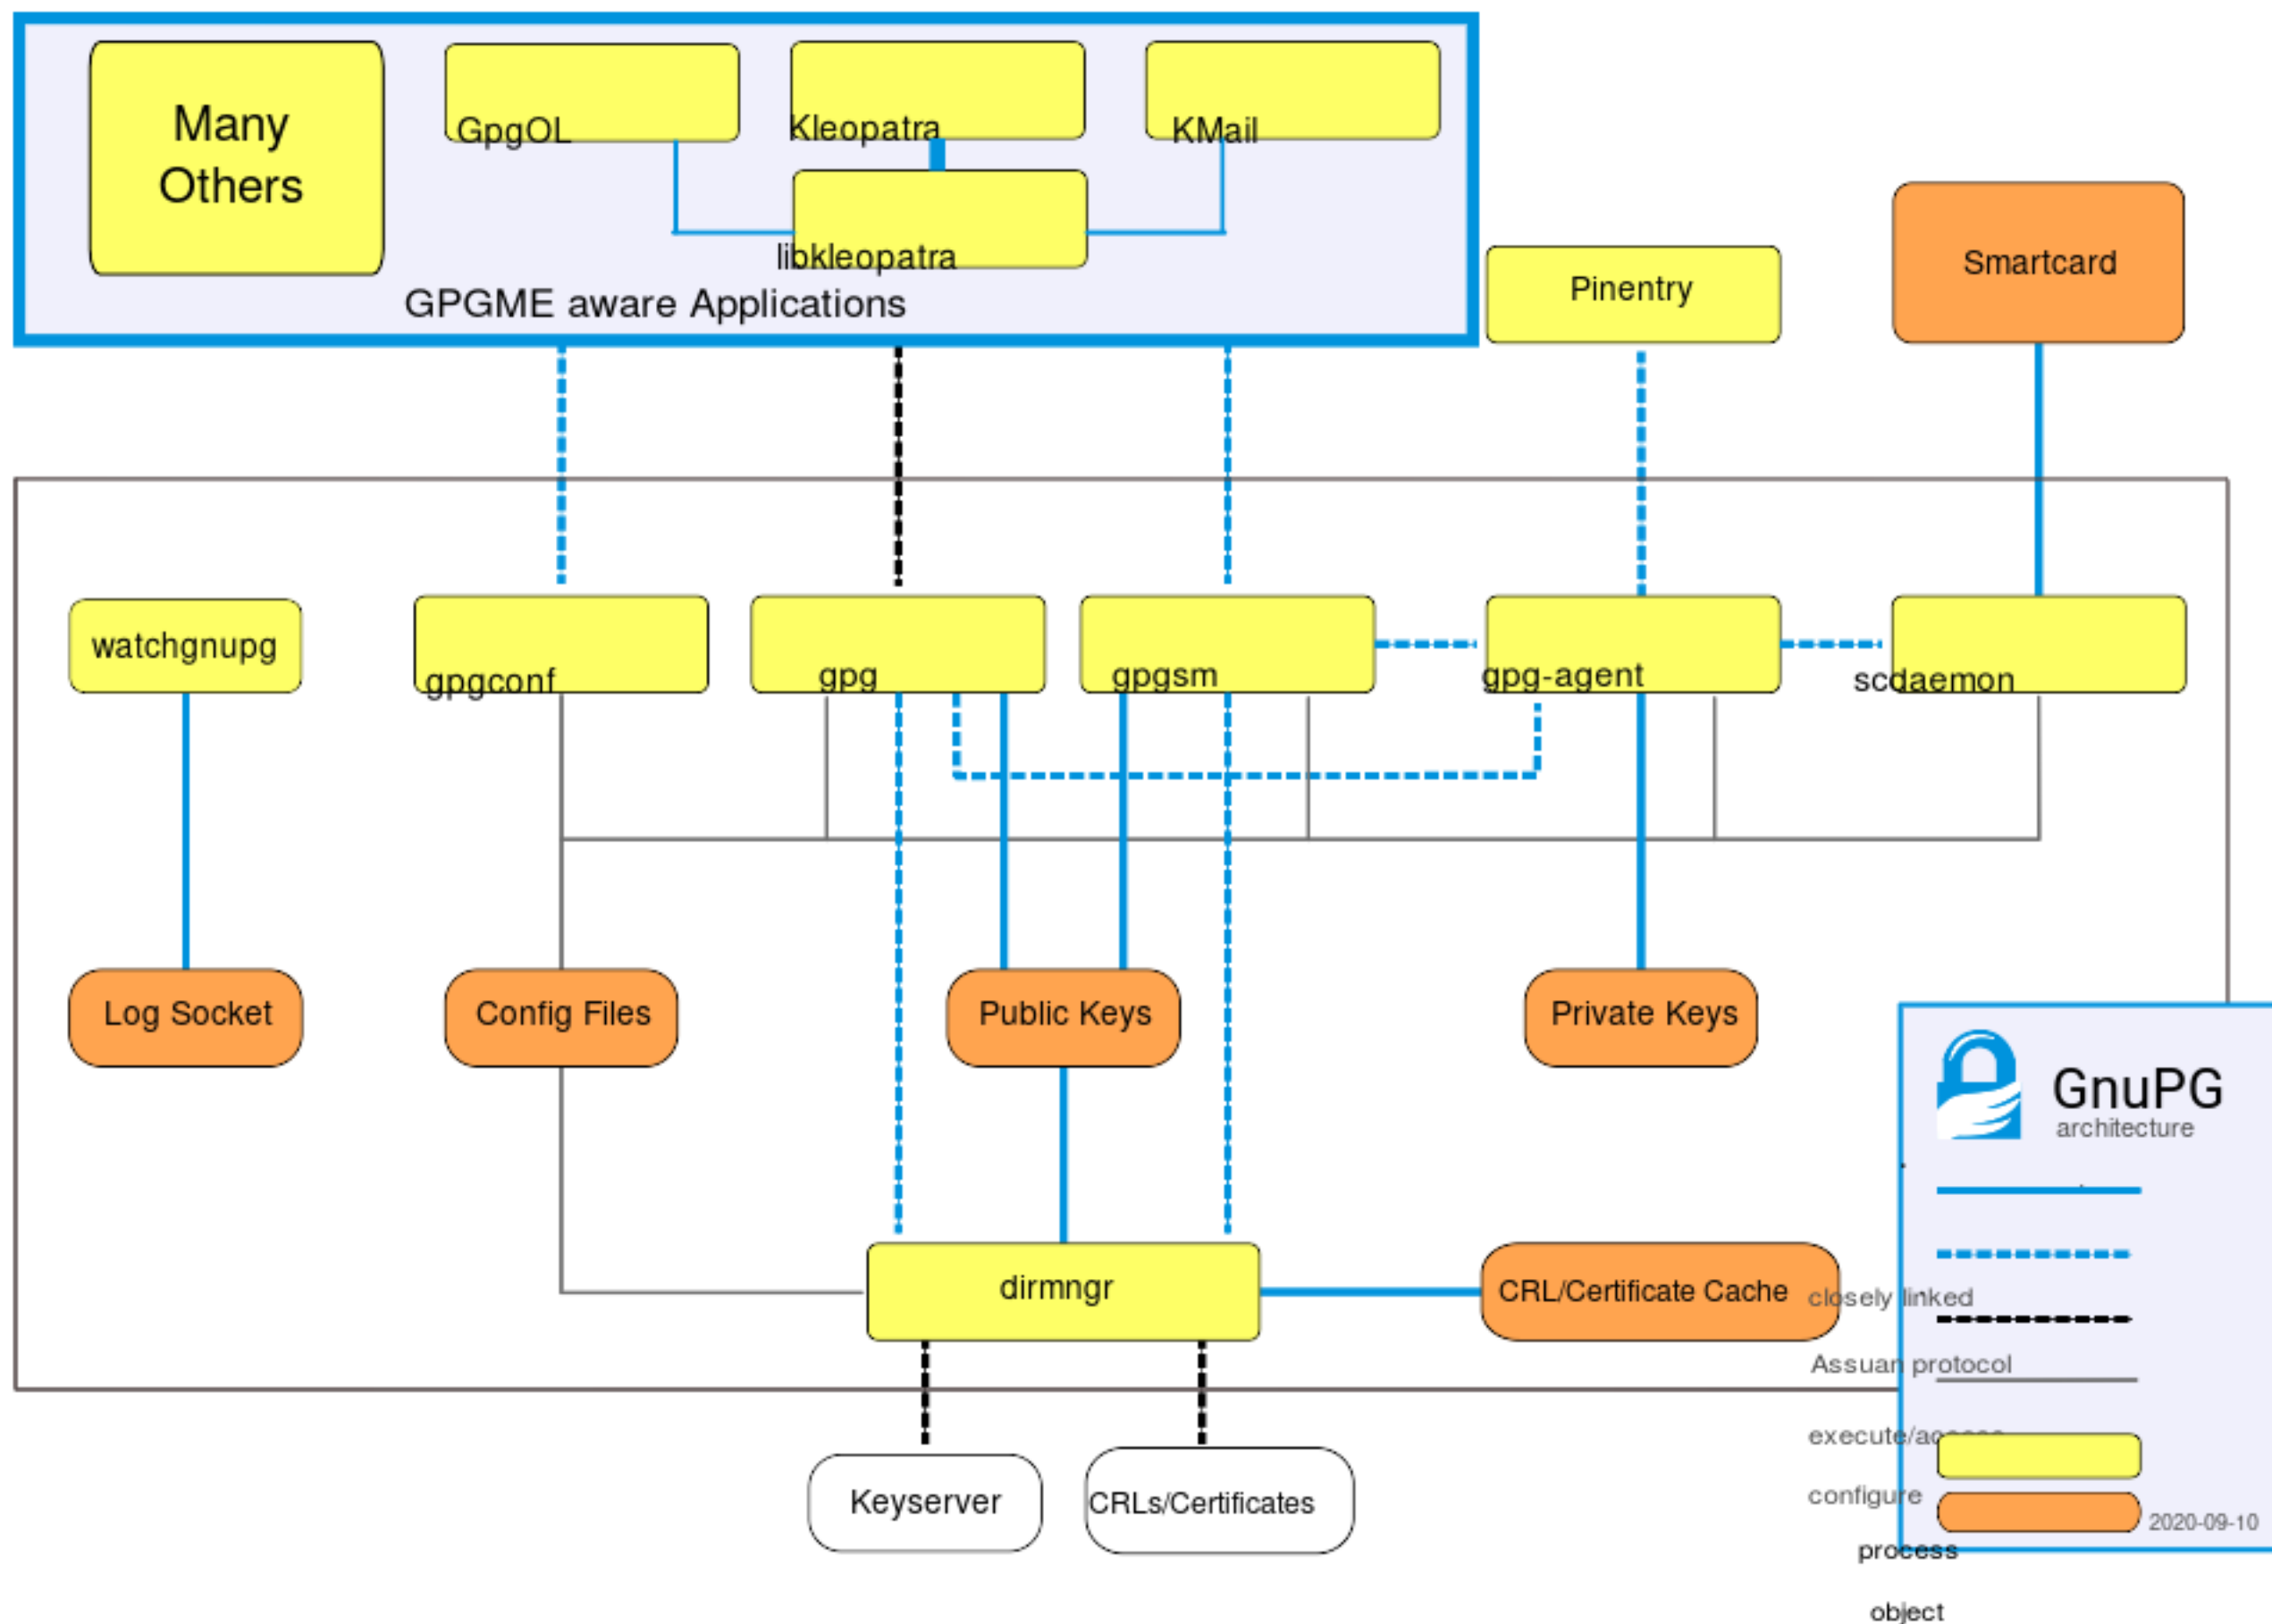 Many
Others
GpgOL
Kleopatra
KMail
libkleopatra
GPGME aware Applications
Pinentry
Smartcard
watchgnupg
gpgconf
gpg
gpgsm
gpg-agent
scdaemon
Log Socket
Config Files
Public Keys
Private Keys
GnuPG
architecture
dirmngr
CRL/Certificate Cache
closely linked
Assuan protocol
execute/access
configure
Keyserver
CRLs/Certificates
2020-09-10
process
object